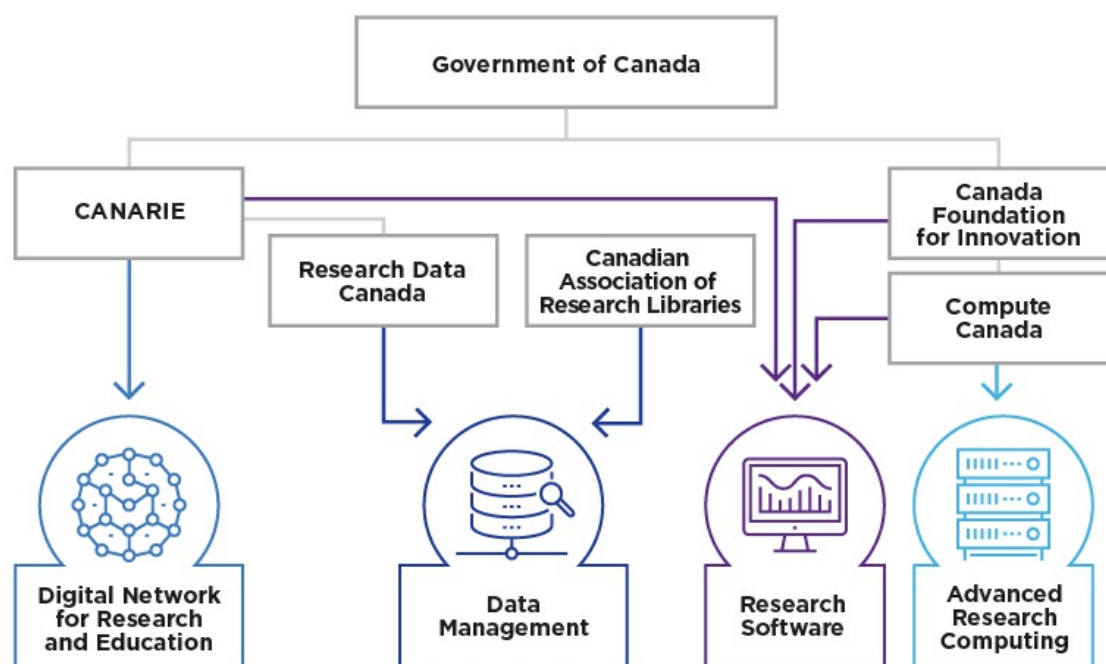 Government of Canada
CANARIE
Canada
Foundation
for Innovation
Research Data
Canada
Canadian
Association of
Research Libraries
Compute
Canada
Digital Network
for Research
and Education
Data
Management
Research
Software
Advanced
Research
Computing